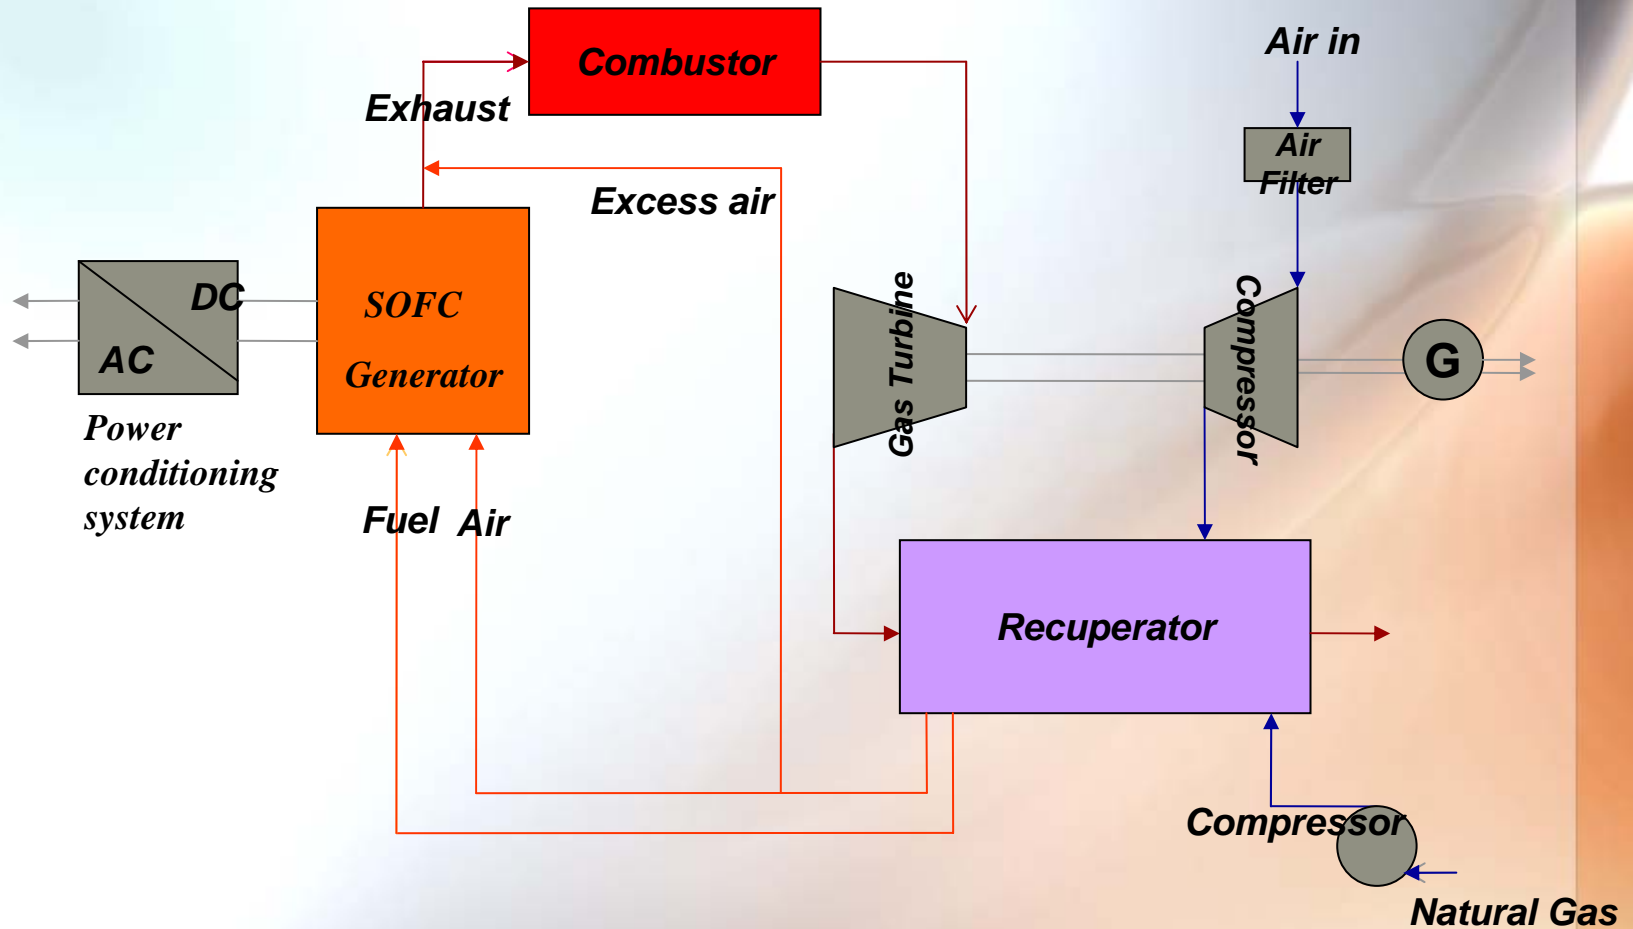 Combustor
Air in
Exhaust
Air
Filter
Excess air
DC
AC
SOFC
Generator
Gas Turbine
Compressor
G
Power
conditioning
system
Fuel
Air
Recuperator
Compressor
Natural Gas